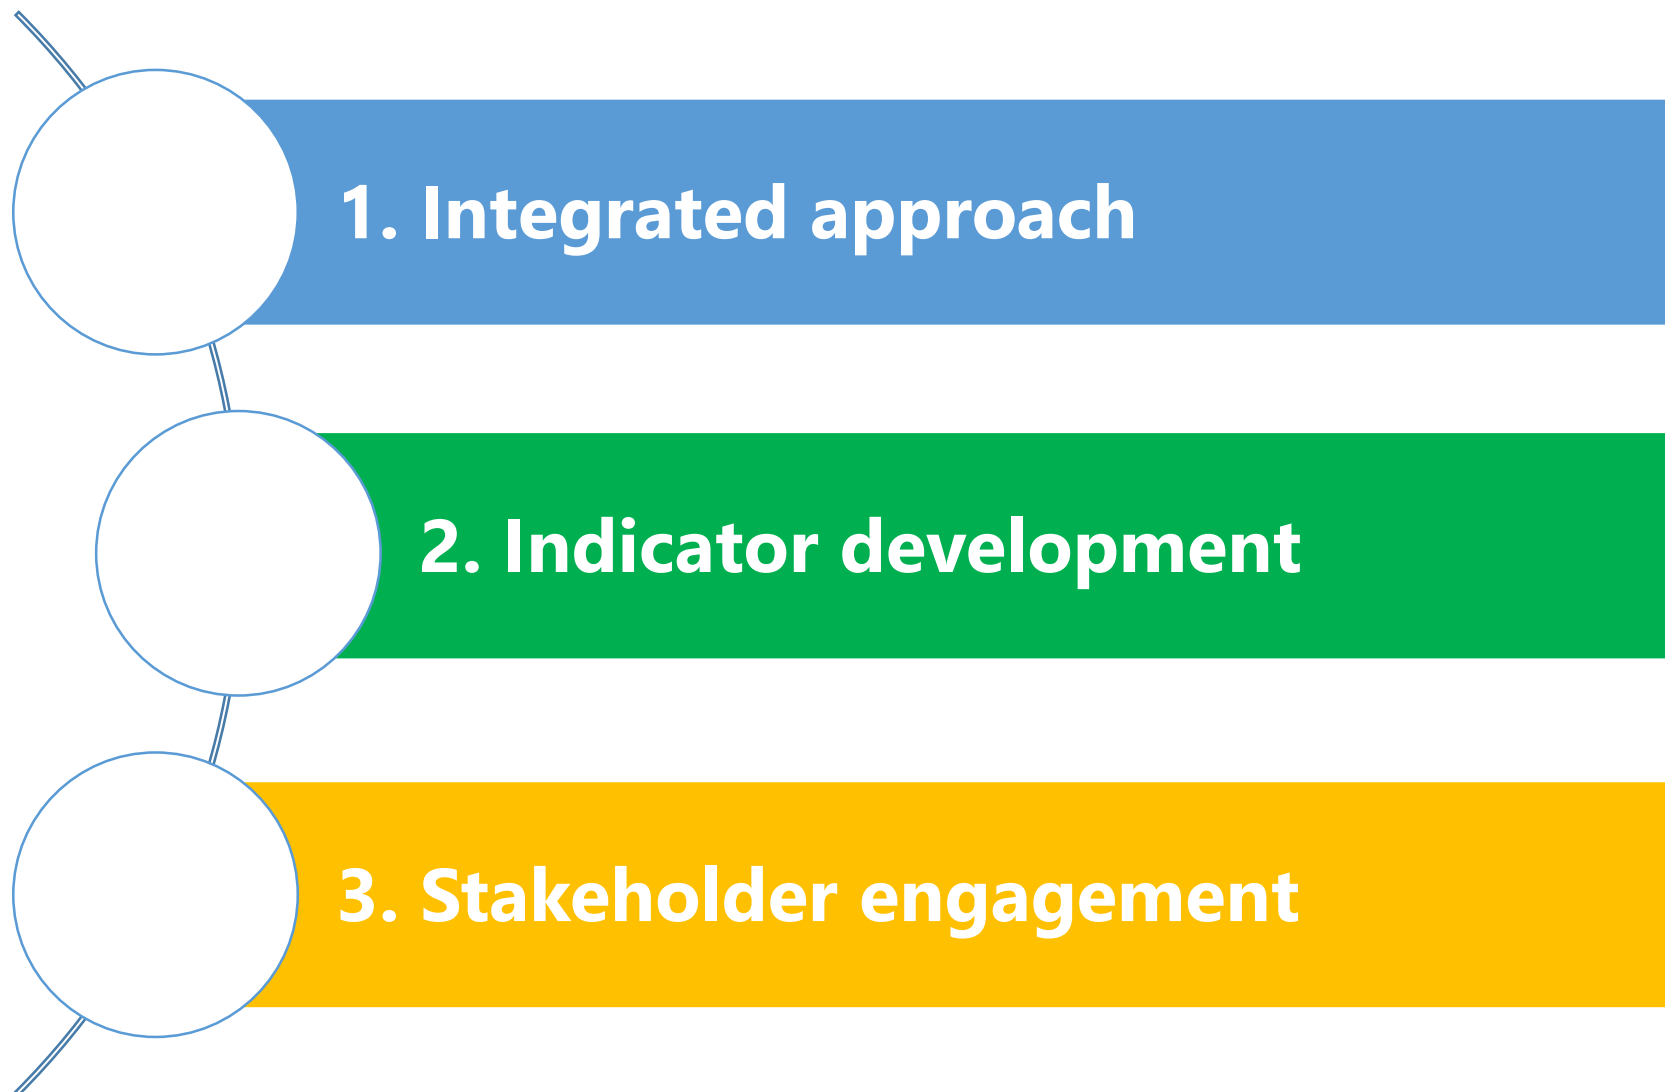 1. Integrated approach
2. Indicator development
3. Stakeholder engagement